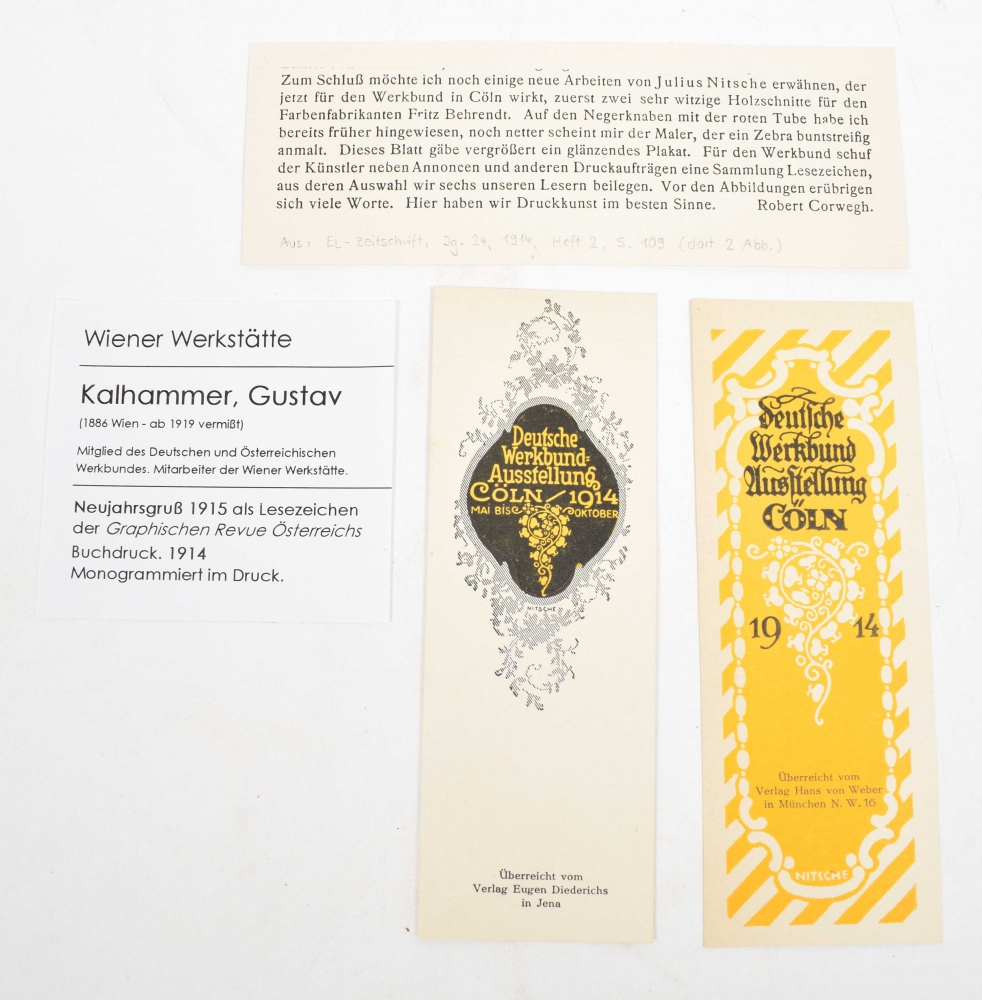 Zum Schluß möchte ich noch einige neue Arbeiten von Julius Nitsche erwähnen, der
jetzt für den Werkbund in Cöln wirkt, zuerst zwei sehr witzige Holzschnitte für den
Farbenfabrikanten Fritz Behrendt. Auf den Negerknaben mit der roten Tube habe ich
bereits früher hingewiesen, noch netter scheint mir der Maler, der ein Zebra buntstreifig
anmalt. Dieses Blatt gäbe vergrößert ein glänzendes Plakat. Für den Werkbund schuf
der Künstler neben Annoncen und anderen Druckaufträgen eine Sammlung Lesezeichen,
aus deren Auswahl wir sechs unseren Lesern beilegen. Vor den Abbildungen erübrigen
sich viele Worte. Hier haben wir Druckkunst im besten Sinne. Robert Corwegh.
Aus: EL-Zeitschrift, Jg. 24, 1914, Heft 2, S. 109 (dort 2 Abb.)
Wiener Werkstätte
Kalhammer, Gustav
(1886 Wien - ab 1919 vermißt)
Mitglied des Deutschen und Österreichischen
Werkbundes. Mitarbeiter der Wiener Werkstätte.
Neujahrsgruß 1915 als Lesezeichen
der Graphischen Revue Österreichs
Buchdruck. 1914
Monogrammiert im Druck.
Deutsche
Werkbund-
Ausstellung
CÖLN / 1914
MAI BIS OKTOBER
NITSCHE
Überreicht vom
Verlag Eugen Diederichs
in Jena
Deutsche
Werkbund
Ausstellung
CÖLN
19 14
Überreicht vom
Verlag Hans von Weber
in München N. W. 16
NITSCHE